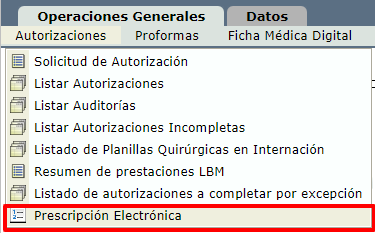 Operaciones Generales Datos
Autorizaciones Proformas Ficha Médica Digital
Solicitud de Autorización
Listar Autorizaciones
Listar Auditorías
Listar Autorizaciones Incompletas
Listado de Planillas Quirúrgicas en Internación
Resumen de prestaciones LBM
Listado de autorizaciones a completar por excepción
Prescripción Electrónica